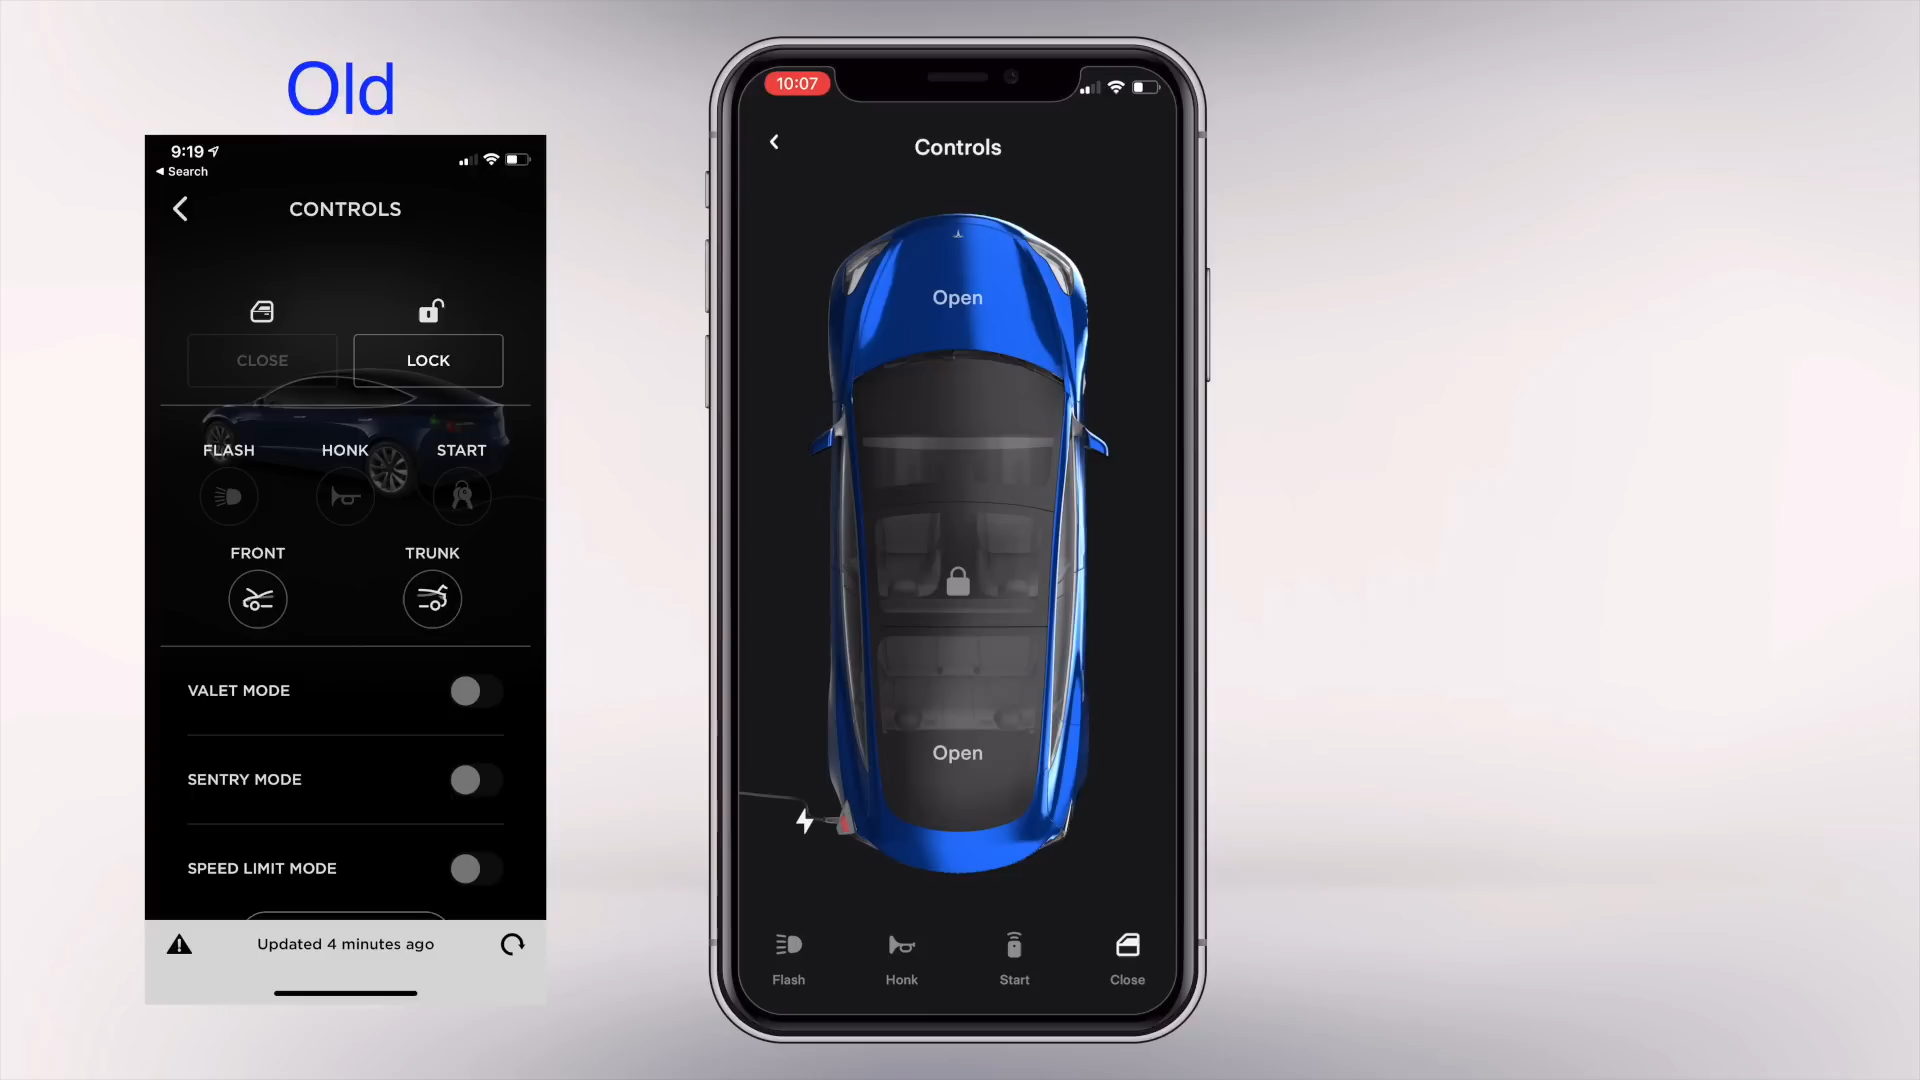 Old
9:19
Search
CONTROLS
CLOSE
LOCK
FLASH
HONK
START
FRONT
TRUNK
VALET MODE
SENTRY MODE
SPEED LIMIT MODE
Updated 4 minutes ago
10:07
Controls
Open
Open
Flash
Honk
Start
Close